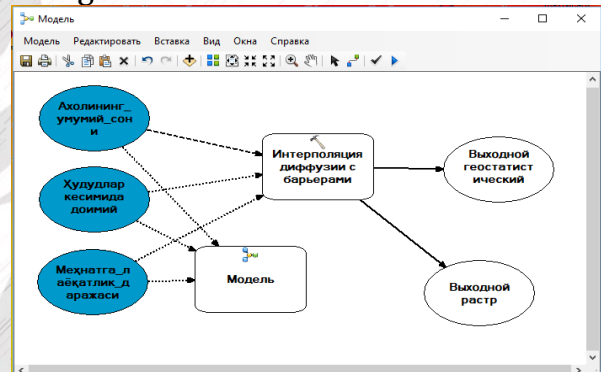 Модель
Модель Редактировать Вставка Вид Окна Справка
Ахолининг_
умумий_сон
и
Ҳудудлар
кесимида
доимий
Меҳнатга_л
аёқатлик_д
аражаси
Интерполяция
диффузии с
барьерами
Модель
Выходной
геостатист
ический
Выходной
растр